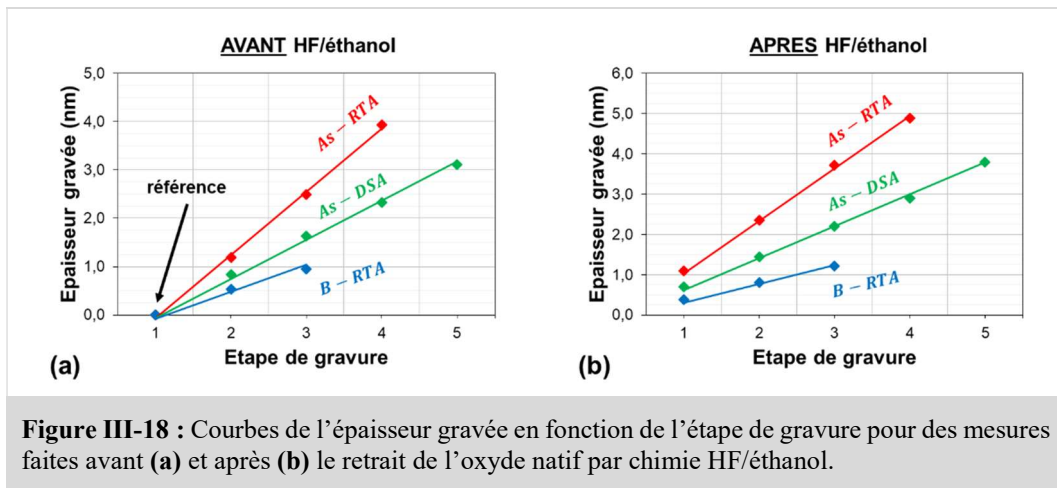 AVANT HF/éthanol
5,0
4,0
3,0
2,0
1,0
0,0
Epaisseur gravée (nm)
référence
As – RTA
As – DSA
B – RTA
1 2 3 4 5
Etape de gravure
(a)
APRES HF/éthanol
6,0
5,0
4,0
3,0
2,0
1,0
0,0
Epaisseur gravée (nm)
As – RTA
As – DSA
B – RTA
1 2 3 4 5
Etape de gravure
(b)
Figure III-18 : Courbes de l’épaisseur gravée en fonction de l’étape de gravure pour des mesures
faites avant (a) et après (b) le retrait de l’oxyde natif par chimie HF/éthanol.